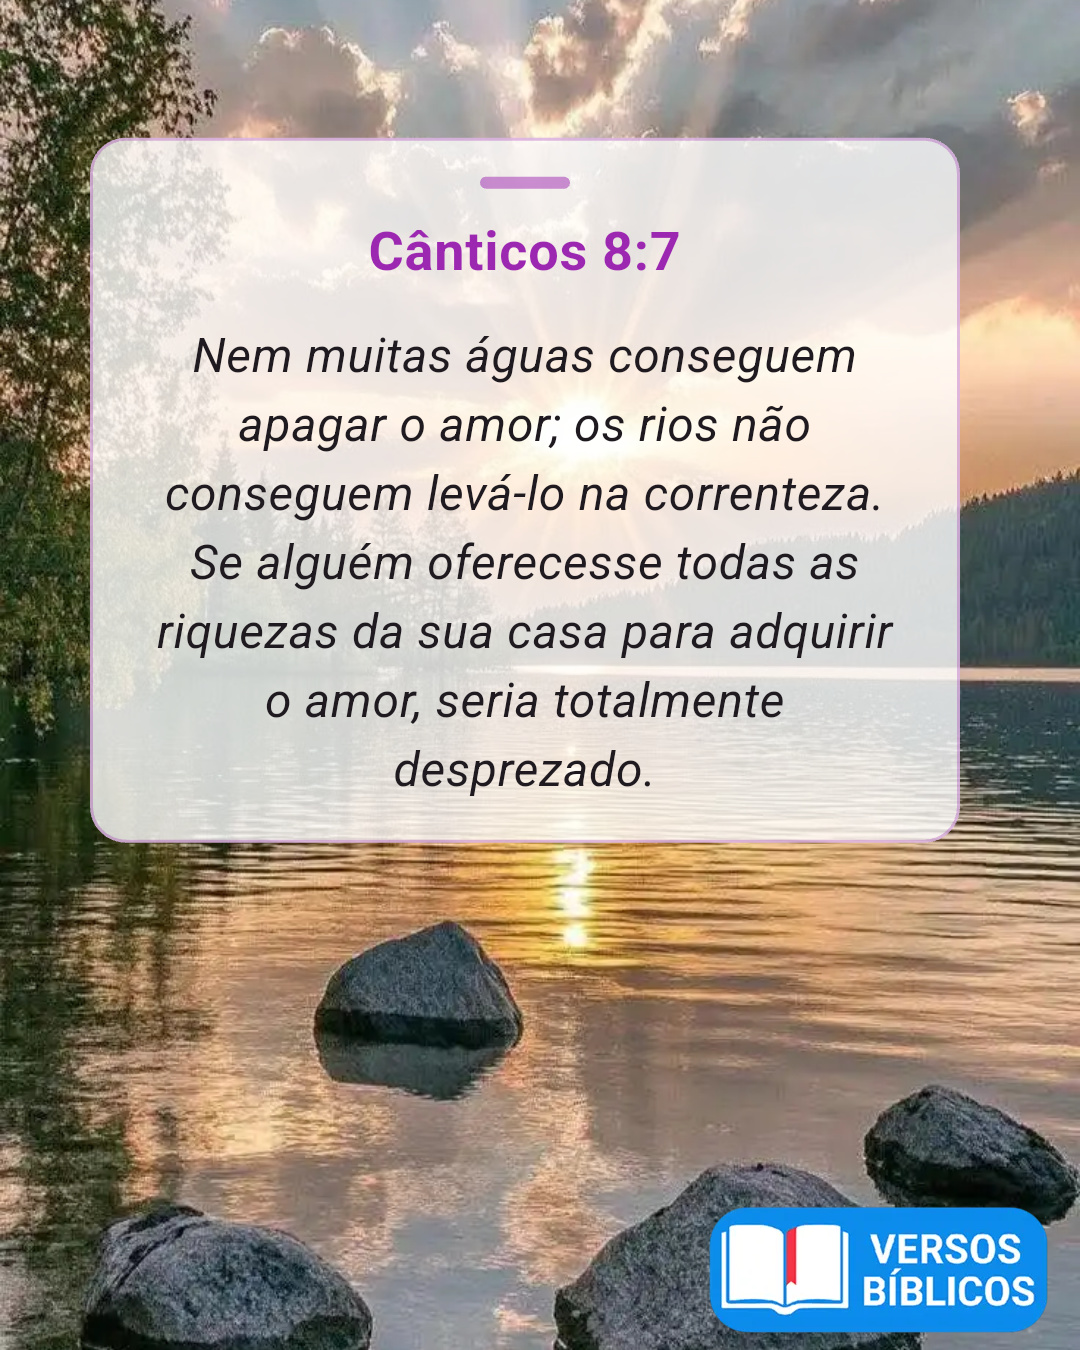 Cânticos 8:7
Nem muitas águas conseguem
apagar o amor; os rios não
conseguem levá-lo na correnteza.
Se alguém oferecesse todas as
riquezas da sua casa para adquirir
o amor, seria totalmente
desprezado.
VERSOS
BÍBLICOS